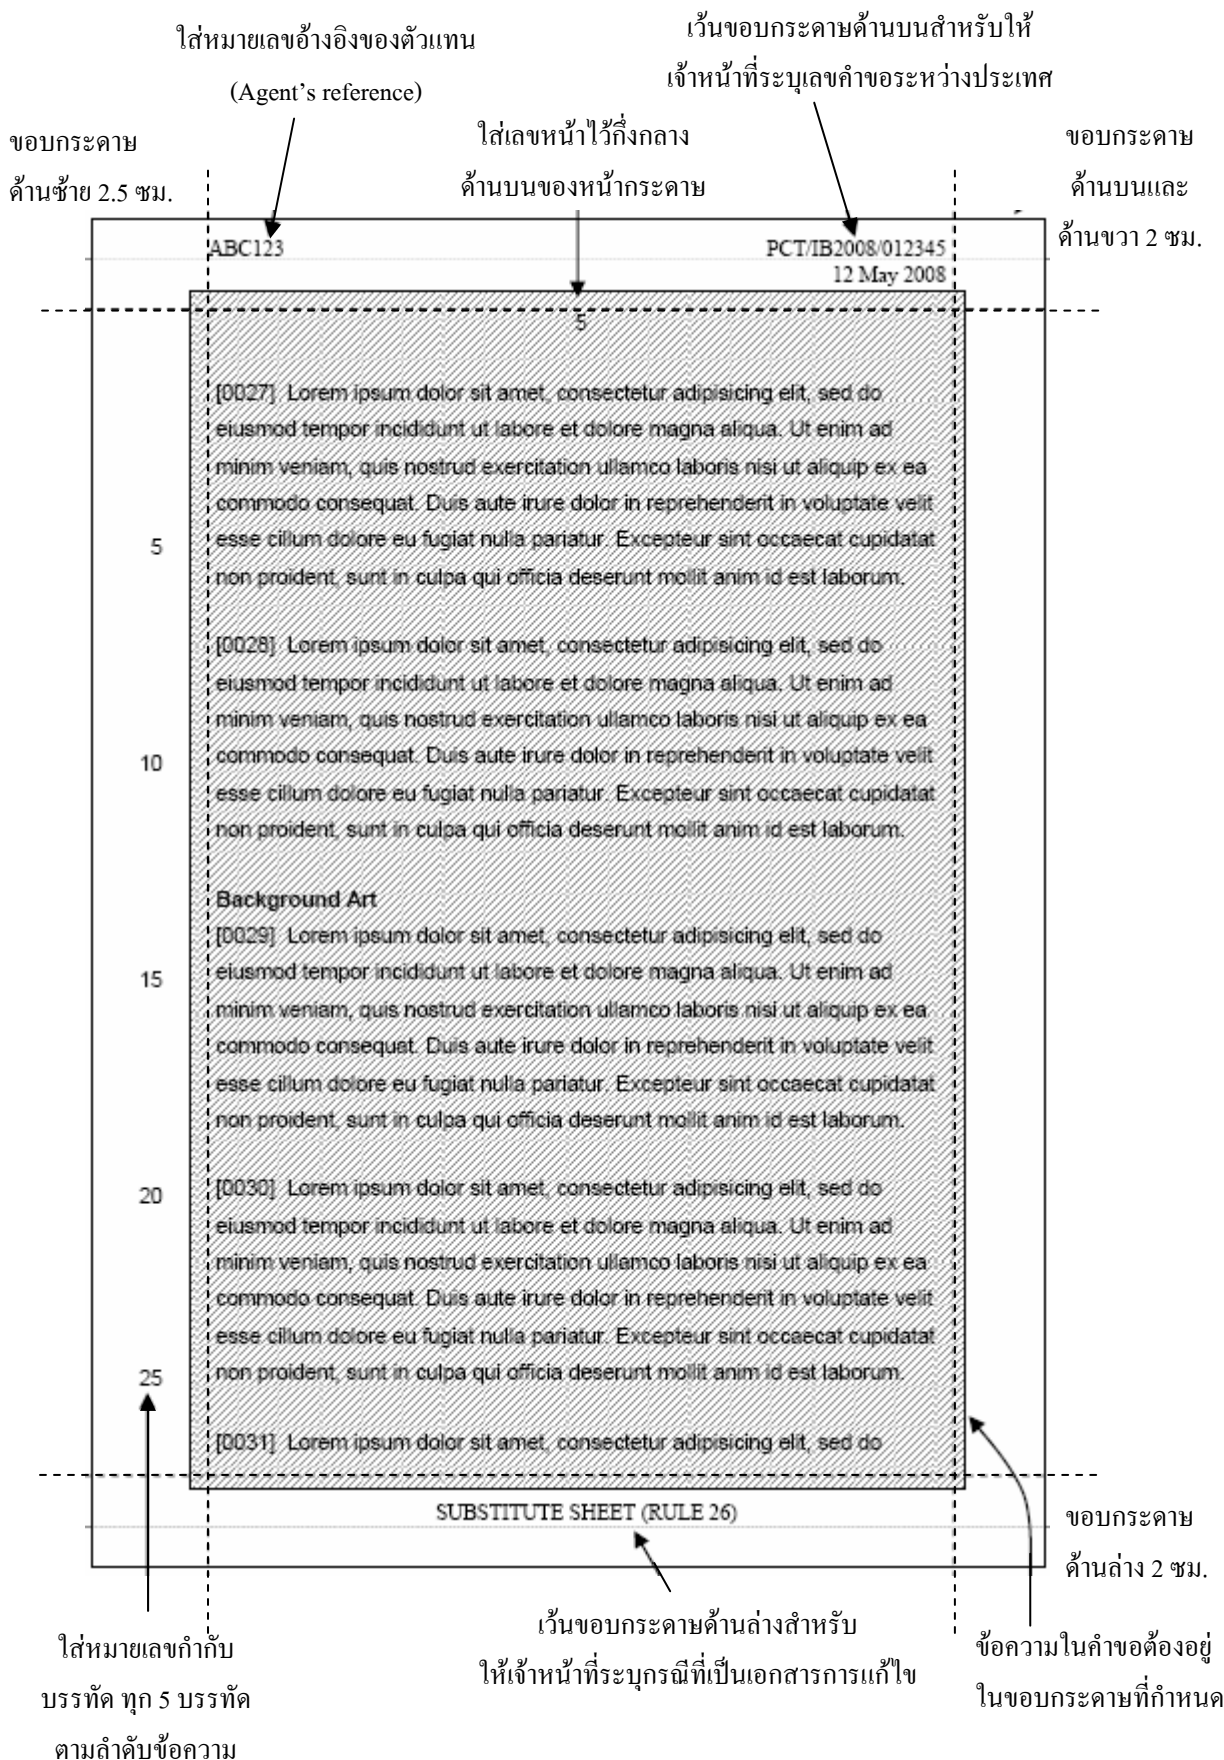 ใส่หมายเลขอ้างอิงของตัวแทน
(Agent's reference)
เว้นขอบกระดาษด้านบนสำหรับให้
เจ้าหน้าที่ระบุเลขคำขอระหว่างประเทศ
ขอบกระดาษ
ด้านซ้าย 2.5 ซม.
ใส่เลขหน้าไว้กึ่งกลาง
ด้านบนของหน้ากระดาษ
ขอบกระดาษ
ด้านบนและ
ด้านขวา 2 ซม.
ABC123
PCT/IB2008/012345
12 May 2008
5
[0027] Lorem ipsum dolor sit amet, consectetur adipisicing elit, sed do
eiusmod tempor incididunt ut labore et dolore magna aliqua. Ut enim ad
minim veniam, quis nostrud exercitation ullamco laboris nisi ut aliquip ex ea
commodo consequat. Duis aute irure dolor in reprehenderit in voluptate velit
5 esse cillum dolore eu fugiat nulla pariatur. Excepteur sint occaecat cupidatat
non proident, sunt in culpa qui officia deserunt mollit anim id est laborum.
[0028] Lorem ipsum dolor sit amet, consectetur adipisicing elit, sed do
eiusmod tempor incididunt ut labore et dolore magna aliqua. Ut enim ad
minim veniam, quis nostrud exercitation ullamco laboris nisi ut aliquip ex ea
10 commodo consequat. Duis aute irure dolor in reprehenderit in voluptate velit
esse cillum dolore eu fugiat nulla pariatur. Excepteur sint occaecat cupidatat
non proident, sunt in culpa qui officia deserunt mollit anim id est laborum.
Background Art
[0029] Lorem ipsum dolor sit amet, consectetur adipisicing elit, sed do
15 eiusmod tempor incididunt ut labore et dolore magna aliqua. Ut enim ad
minim veniam, quis nostrud exercitation ullamco laboris nisi ut aliquip ex ea
commodo consequat. Duis aute irure dolor in reprehenderit in voluptate velit
esse cillum dolore eu fugiat nulla pariatur. Excepteur sint occaecat cupidatat
non proident, sunt in culpa qui officia deserunt mollit anim id est laborum.
20 [0030] Lorem ipsum dolor sit amet, consectetur adipisicing elit, sed do
eiusmod tempor incididunt ut labore et dolore magna aliqua. Ut enim ad
minim veniam, quis nostrud exercitation ullamco laboris nisi ut aliquip ex ea
commodo consequat. Duis aute irure dolor in reprehenderit in voluptate velit
esse cillum dolore eu fugiat nulla pariatur. Excepteur sint occaecat cupidatat
25 non proident, sunt in culpa qui officia deserunt mollit anim id est laborum.
[0031] Lorem ipsum dolor sit amet, consectetur adipisicing elit, sed do
SUBSTITUTE SHEET (RULE 26)
ขอบกระดาษ
ด้านล่าง 2 ซม.
ใส่หมายเลขกำกับ
บรรทัด ทุก 5 บรรทัด
ตามลำดับข้อความ
เว้นขอบกระดาษด้านล่างสำหรับ
ให้เจ้าหน้าที่ระบุกรณีที่เป็นเอกสารการแก้ไข
ข้อความในคำขอต้องอยู่
ในขอบกระดาษที่กำหนด